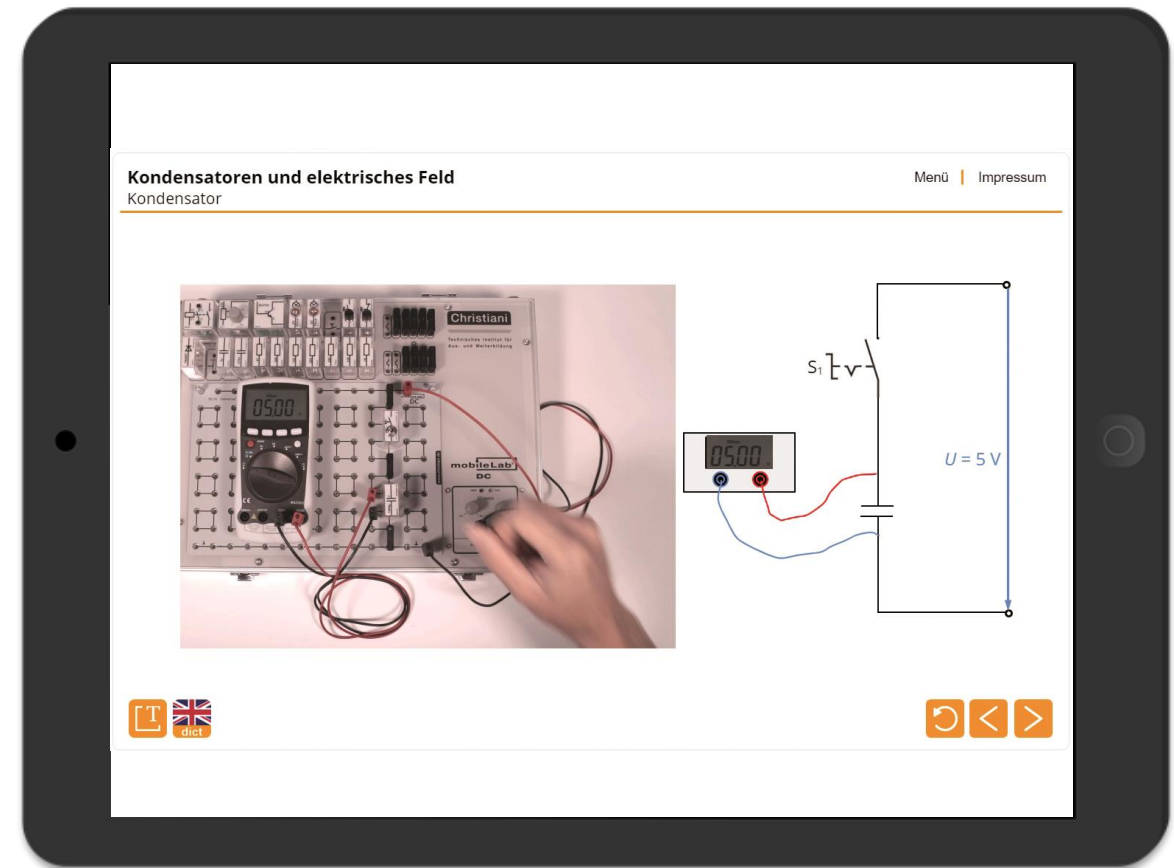 Kondensatoren und elektrisches Feld
Kondensator
Menü | Impressum
Christiani
Technisches Institut für
Aus- und Weiterbildung
05.00
DC
mobileLab
DC
S1
05.00
U = 5 V
T
dict